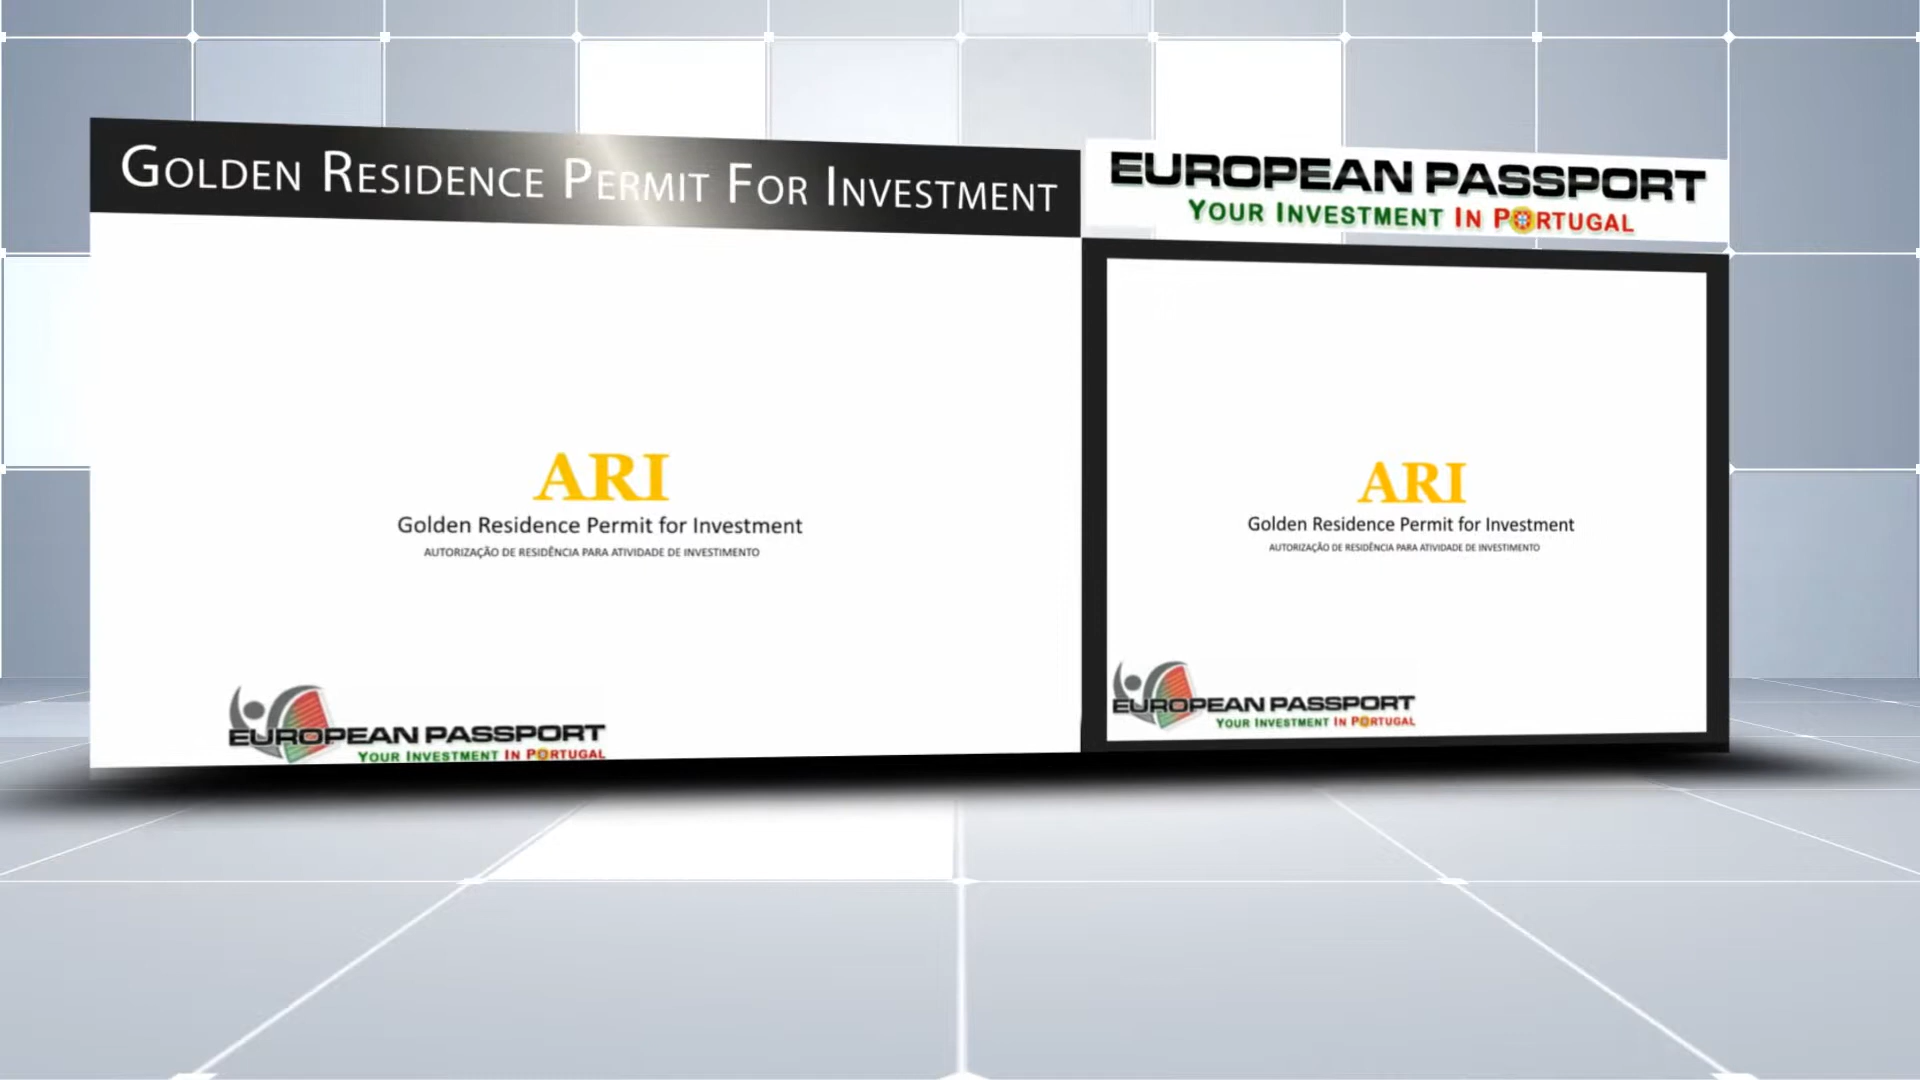 GOLDEN RESIDENCE PERMIT FOR INVESTMENT
EUROPEAN PASSPORT
YOUR INVESTMENT IN PORTUGAL
ARI
Golden Residence Permit for Investment
AUTORIZAÇÃO DE RESIDÊNCIA PARA ATIVIDADE DE INVESTIMENTO
EUROPEAN PASSPORT
YOUR INVESTMENT IN PORTUGAL
ARI
Golden Residence Permit for Investment
AUTORIZAÇÃO DE RESIDÊNCIA PARA ATIVIDADE DE INVESTIMENTO
EUROPEAN PASSPORT
YOUR INVESTMENT IN PORTUGAL